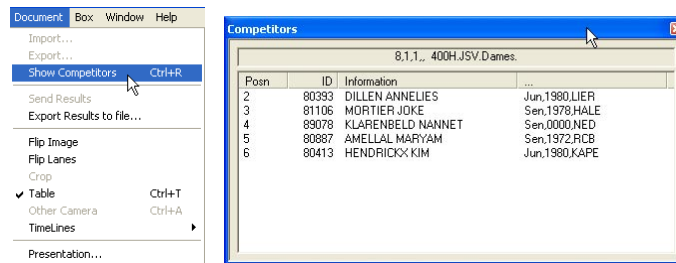 Document Box Window Help
Import...
Export...
Show Competitors Ctrl+R
Send Results
Export Results to file...
Flip Image
Flip Lanes
Crop
Table Ctrl+T
Other Camera Ctrl+A
TimeLines
Presentation...
Competitors
8,1,1,, 400H.JSV.Dames.
Posn ID Information ...
2 80393 DILLEN ANNELIES Jun,1980,LIER
3 81106 MORTIER JOKE Sen,1978,HALE
4 89078 KLARENBELD NANNET Sen,0000,NED
5 80887 AMELLAL MARYAM Sen,1972,RCB
6 80413 HENDRICKX KIM Jun,1980,KAPE